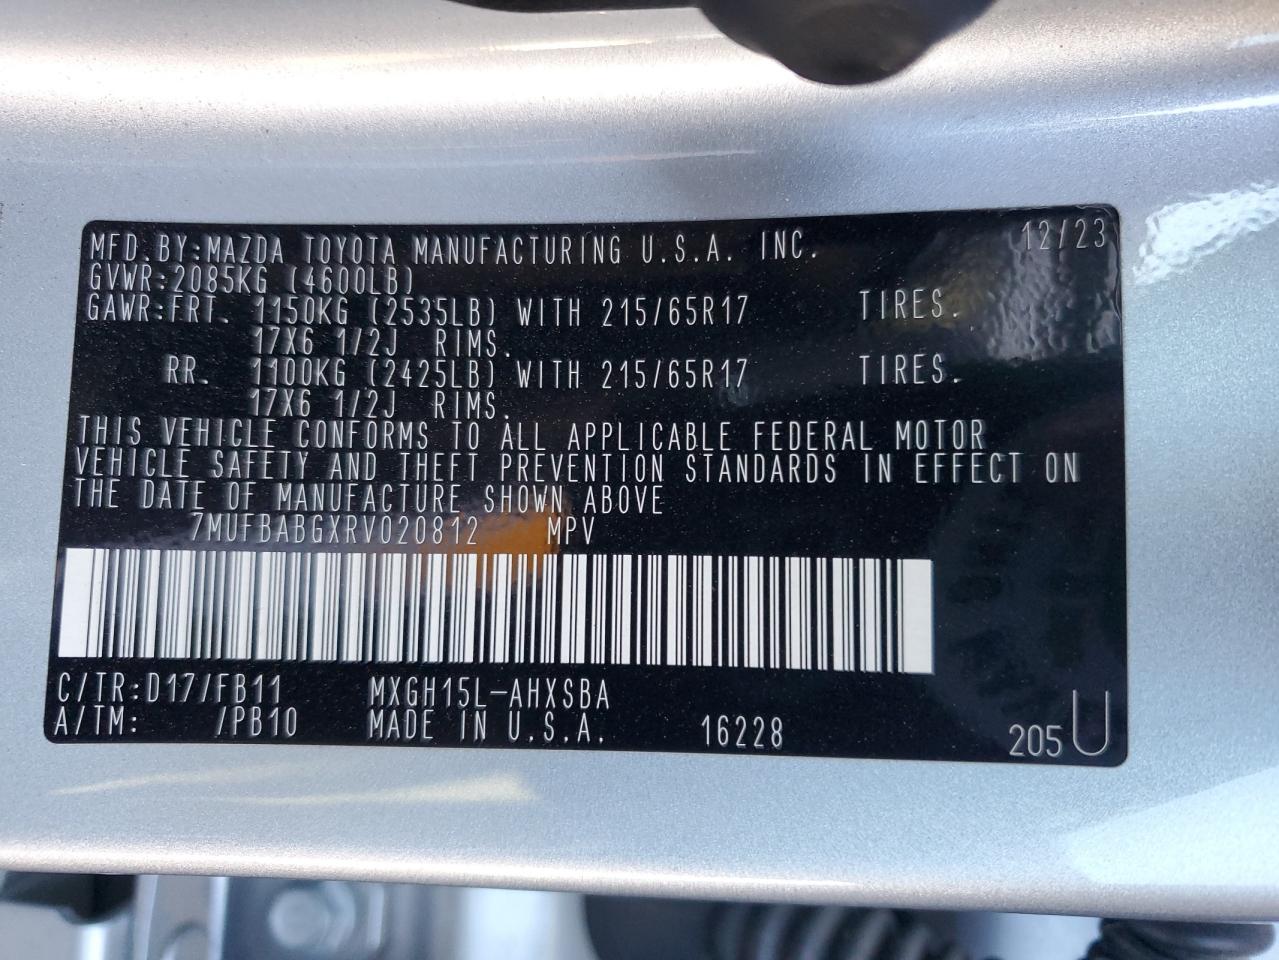 MFD.BY:MAZDA TOYOTA MANUFACTURING U.S.A. INC. 12/23
GVWR:2085KG (4600LB)
GAWR:FRT. 1150KG (2535LB) WITH 215/65R17 TIRES.
17X6 1/2J RIMS.
RR. 1100KG (2425LB) WITH 215/65R17 TIRES.
17X6 1/2J RIMS.
THIS VEHICLE CONFORMS TO ALL APPLICABLE FEDERAL MOTOR
VEHICLE SAFETY AND THEFT PREVENTION STANDARDS IN EFFECT ON
THE DATE OF MANUFACTURE SHOWN ABOVE
7MUFBABGXRV020812 MPV
C/TR:D17/FB11 MXGH15L-AHXSBA
A/TM: /PB10 MADE IN U.S.A. 16228 205U